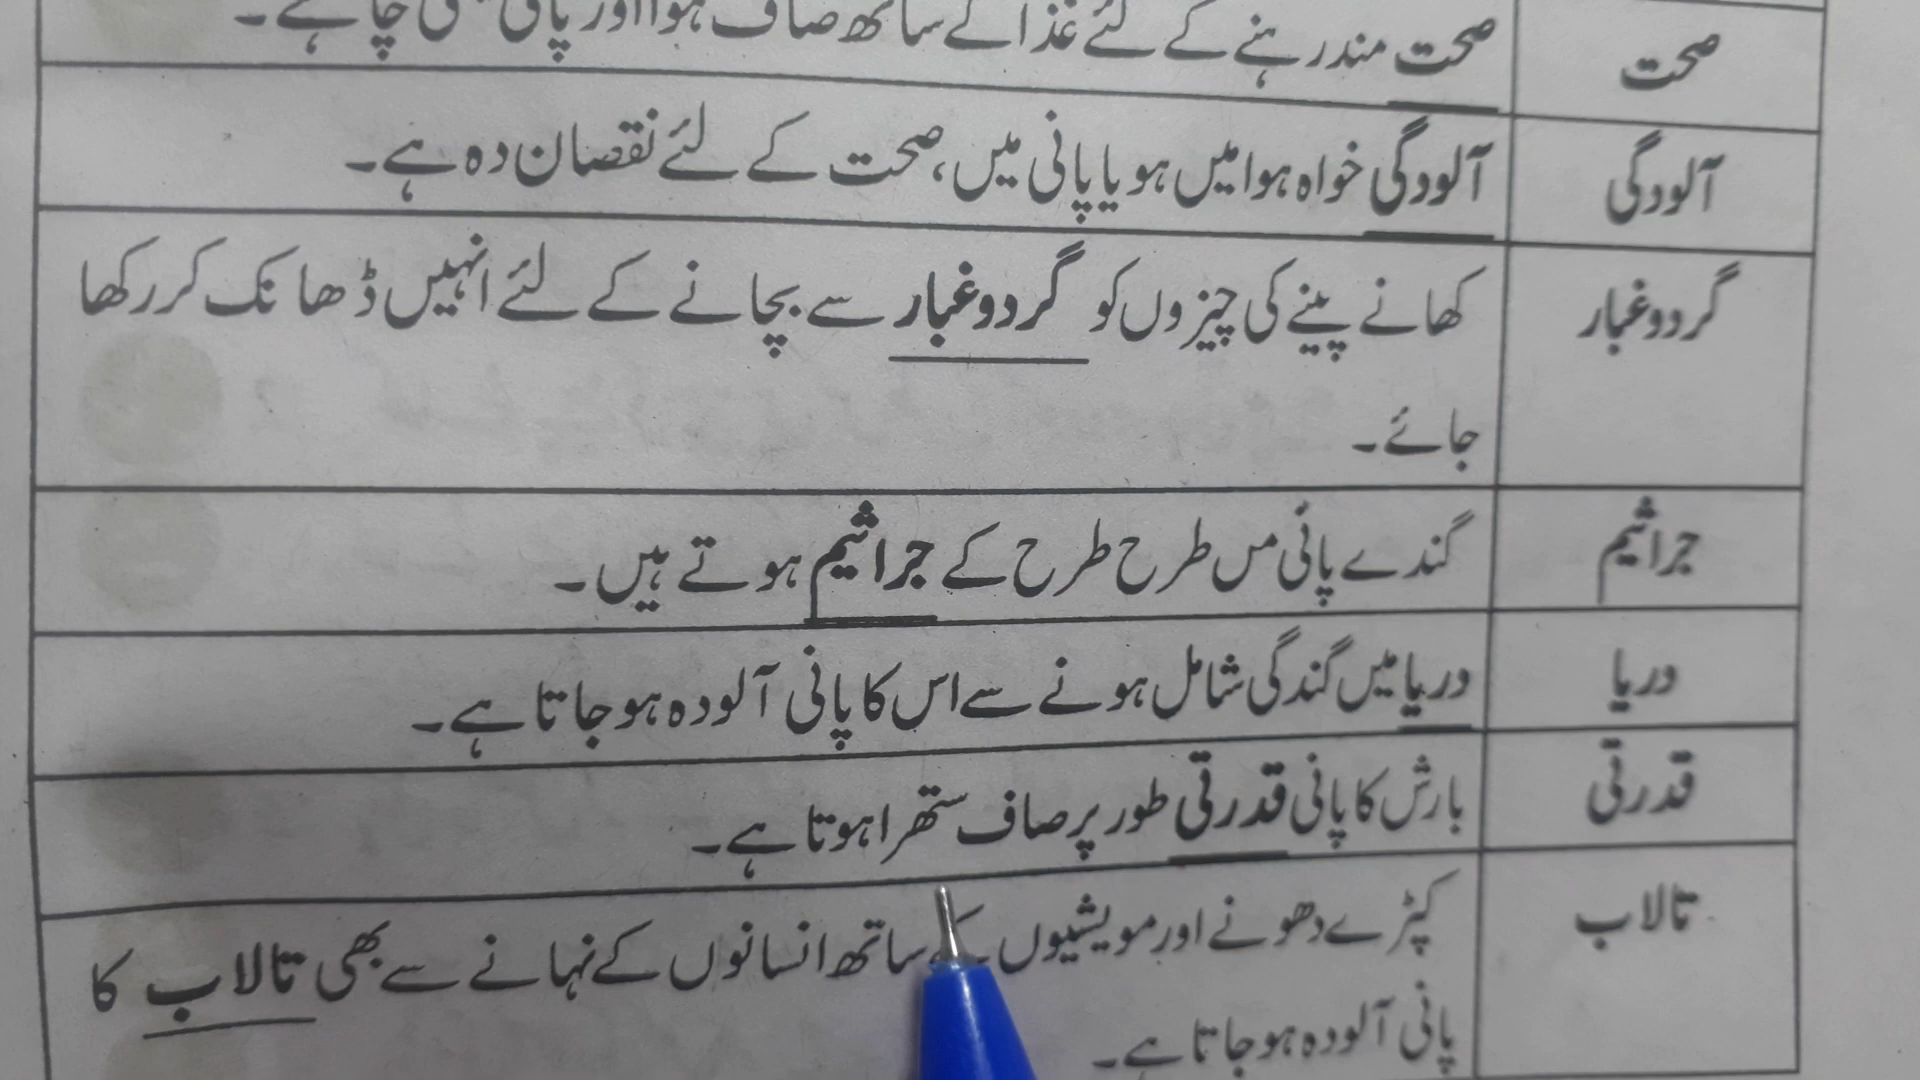 صحت
صحت مند رہنے کے لئے غذا کے ساتھ صاف ہوا اور پانی بھی چاہئے۔
آلودگی
آلودگی خواہ ہوا میں ہو یا پانی میں، صحت کے لئے نقصان دہ ہے۔
گردوغبار
کھانے پینے کی چیزوں کو گردوغبار سے بچانے کے لئے انہیں ڈھانک کر رکھا
جائے۔
جراثیم
گندے پانی مس طرح طرح کے جراثیم ہوتے ہیں۔
دریا
دریا میں گندگی شامل ہونے سے اس کا پانی آلودہ ہو جاتا ہے۔
قدرتی
بارش کا پانی قدرتی طور پر صاف ستھرا ہوتا ہے۔
تالاب
کپڑے دھونے اور مویشیوں کے ساتھ انسانوں کے نہانے سے بھی تالاب کا
پانی آلودہ ہو جاتا ہے۔